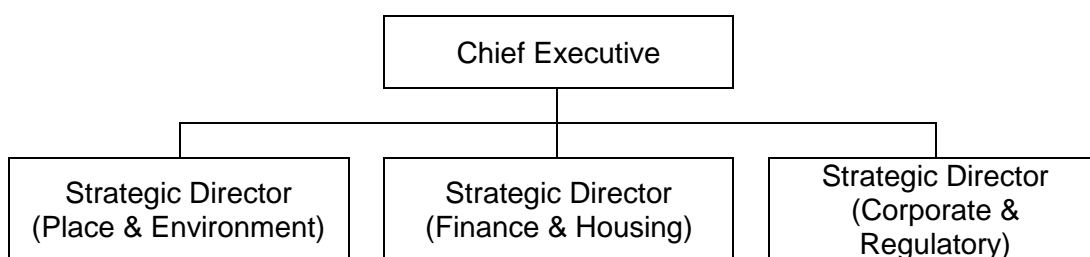 Chief Executive
Strategic Director
(Place & Environment)
Strategic Director
(Finance & Housing)
Strategic Director
(Corporate &
Regulatory)